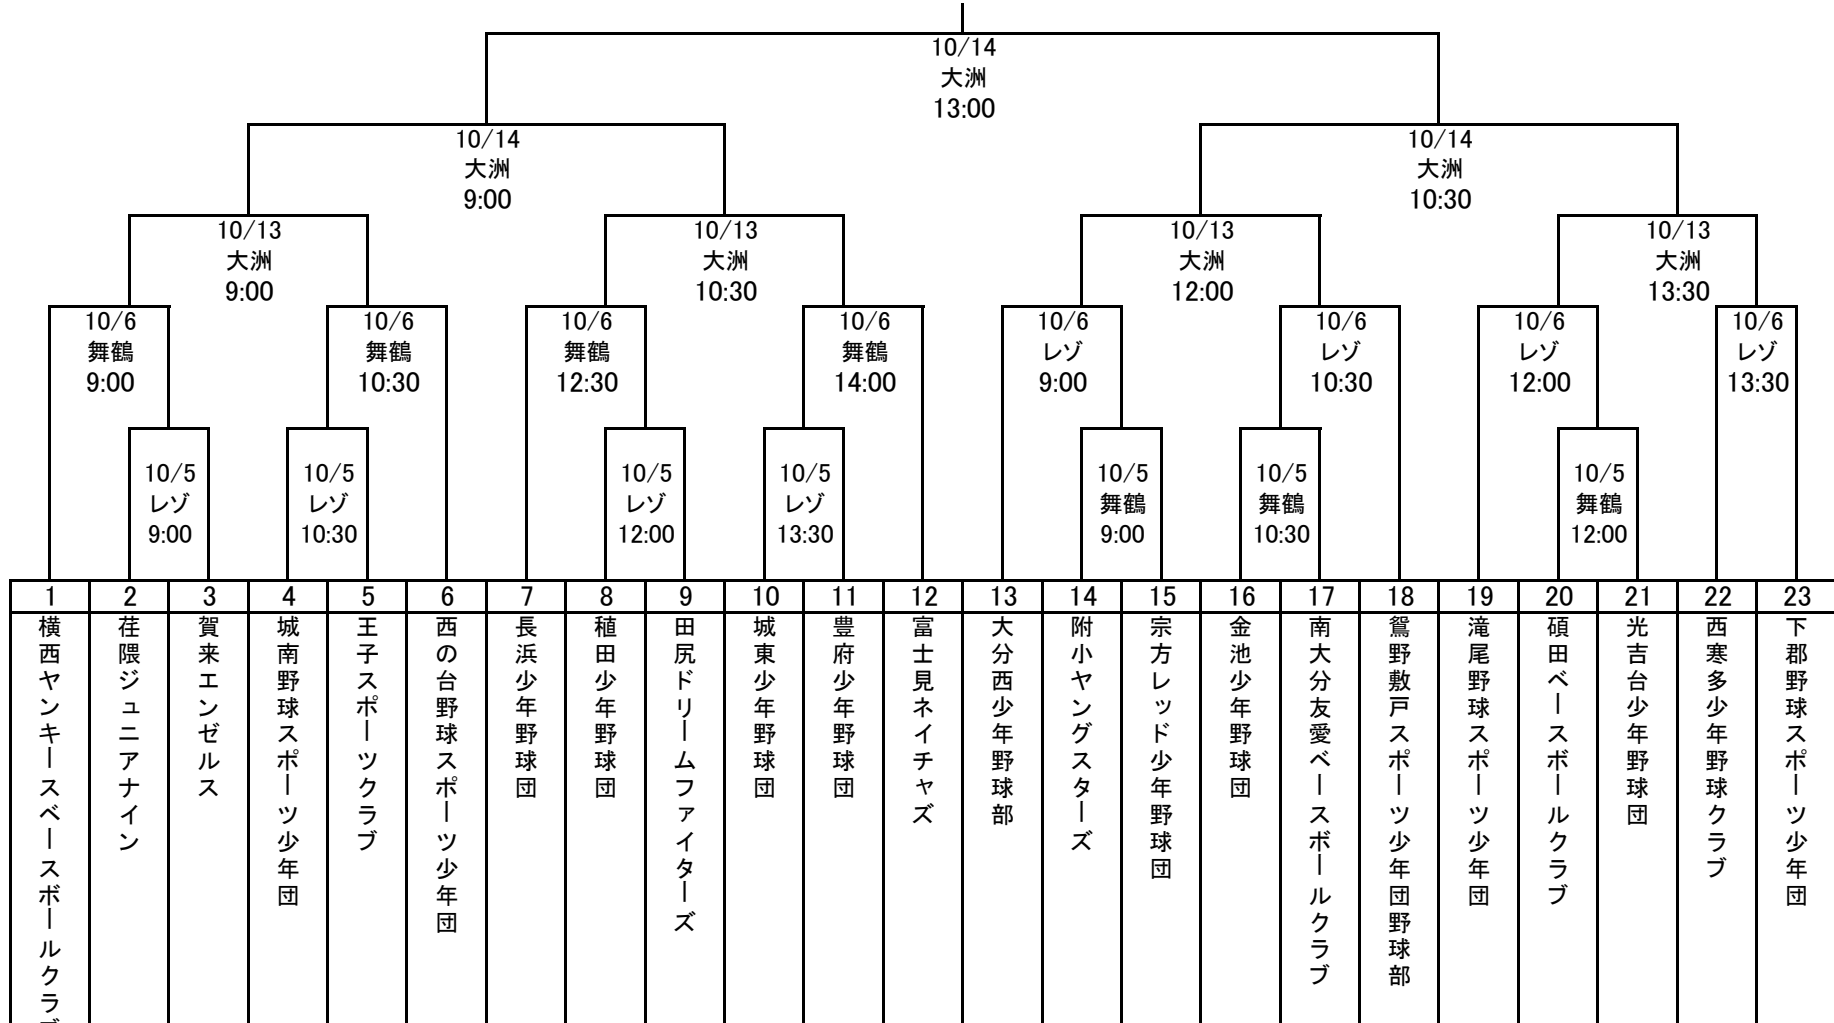 10/14
大洲
13:00
10/14
大洲
9:00
10/14
大洲
10:30
10/13
大洲
9:00
10/13
大洲
10:30
10/13
大洲
12:00
10/13
大洲
13:30
10/6
舞鶴
9:00
10/6
舞鶴
10:30
10/6
舞鶴
12:30
10/6
舞鶴
14:00
10/6
レゾ
9:00
10/6
レゾ
10:30
10/6
レゾ
12:00
10/6
レゾ
13:30
10/5
レゾ
9:00
10/5
レゾ
10:30
10/5
レゾ
12:00
10/5
レゾ
13:30
10/5
舞鶴
9:00
10/5
舞鶴
10:30
10/5
舞鶴
12:00
1 2 3 4 5 6 7 8 9 10 11 12 13 14 15 16 17 18 19 20 21 22 23
横西ヤンキースベースボールクラブ
荏隈ジュニアナイン
賀来エンゼルス
城南野球スポーツ少年団
王子スポーツクラブ
西の台野球スポーツ少年団
長浜少年野球団
稙田少年野球団
田尻ドリームファイターズ
城東少年野球団
豊府少年野球団
富士見ネイチャズ
大分西少年野球部
附小ヤングスターズ
宗方レッド少年野球団
金池少年野球団
南大分友愛ベースボールクラブ
鴛野敷戸スポーツ少年団野球部
滝尾野球スポーツ少年団
碩田ベースボールクラブ
光吉台少年野球団
西寒多少年野球クラブ
下郡野球スポーツ少年団